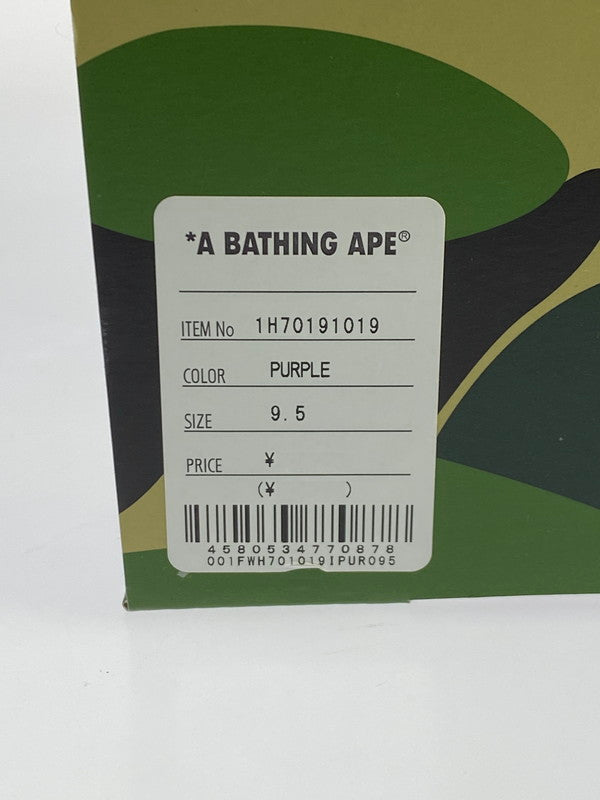 *A BATHING APE®
ITEM No 1H70191019
COLOR PURPLE
SIZE 9.5
PRICE ¥
(¥ )
4580534770878
001FWH701019IPUR095